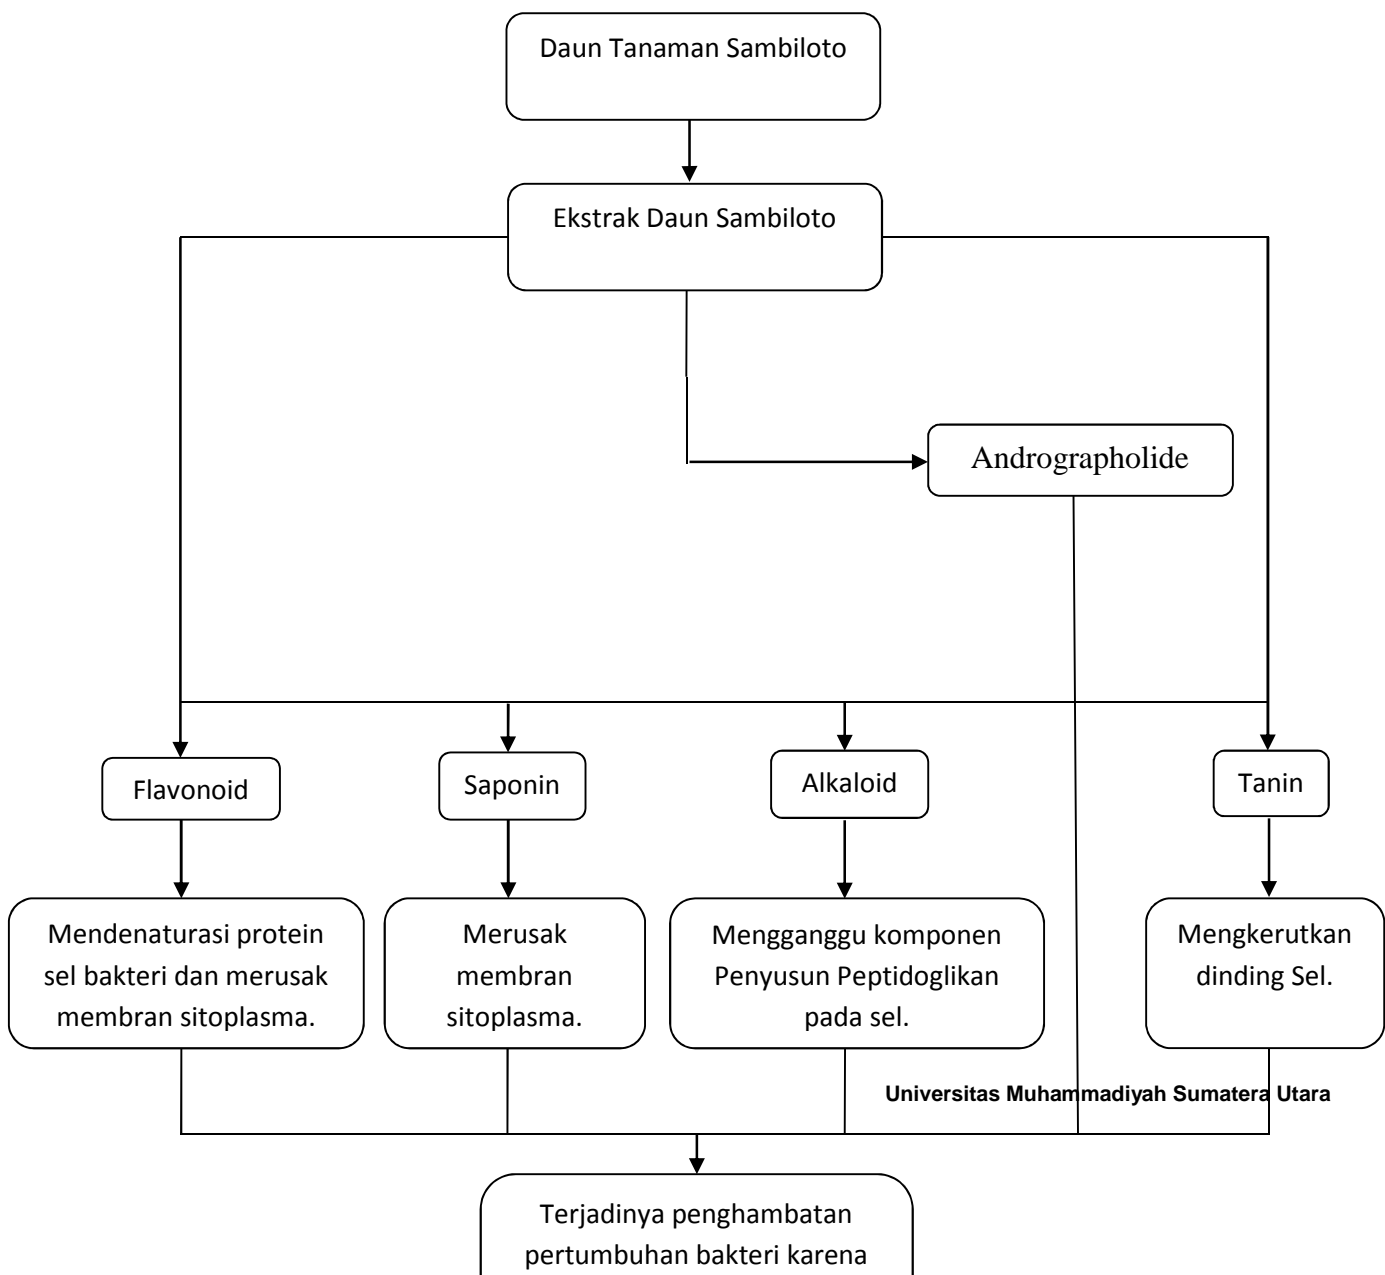 Daun Tanaman Sambiloto
Ekstrak Daun Sambiloto
Andrographolide
Flavonoid
Saponin
Alkaloid
Tanin
Mendenaturasi protein
sel bakteri dan merusak
membran sitoplasma.
Merusak
membran
sitoplasma.
Mengganggu komponen
Penyusun Peptidoglikan
pada sel.
Mengkerutkan
dinding Sel.
Universitas Muhammadiyah Sumatera Utara
Terjadinya penghambatan
pertumbuhan bakteri karena